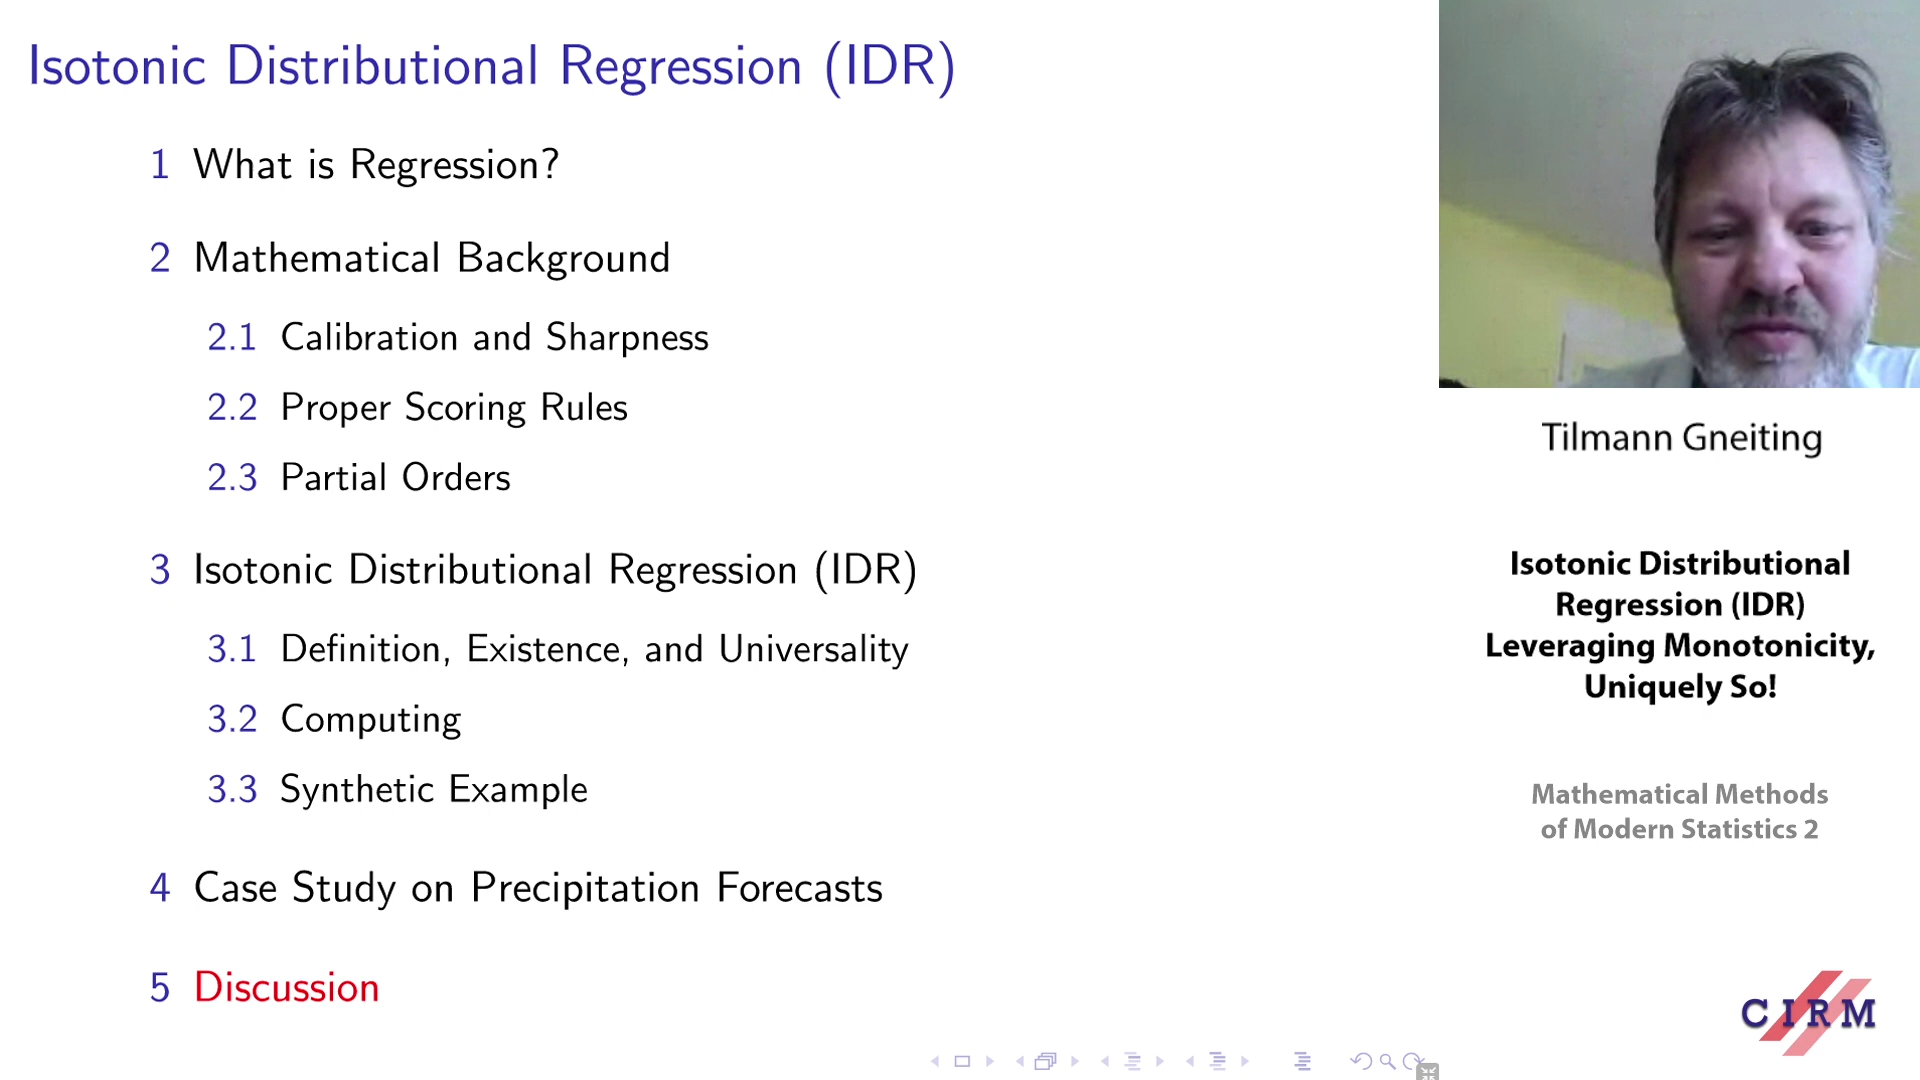 Isotonic Distributional Regression (IDR)
1 What is Regression?
2 Mathematical Background
2.1 Calibration and Sharpness
2.2 Proper Scoring Rules
2.3 Partial Orders
3 Isotonic Distributional Regression (IDR)
3.1 Definition, Existence, and Universality
3.2 Computing
3.3 Synthetic Example
4 Case Study on Precipitation Forecasts
5 Discussion
Tilmann Gneiting
Isotonic Distributional
Regression (IDR)
Leveraging Monotonicity,
Uniquely So!
Mathematical Methods
of Modern Statistics 2
CIRM